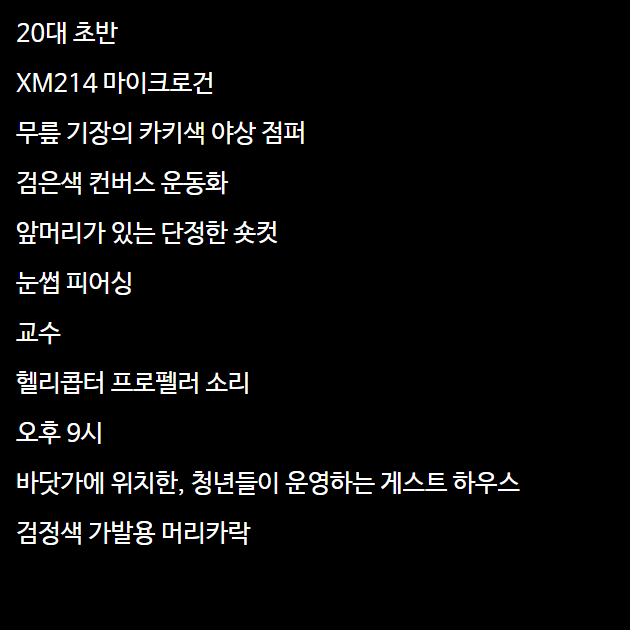 20대 초반
XM214 마이크로건
무릎 기장의 카키색 야상 점퍼
검은색 컨버스 운동화
앞머리가 있는 단정한 숏컷
눈썹 피어싱
교수
헬리콥터 프로펠러 소리
오후 9시
바닷가에 위치한, 청년들이 운영하는 게스트 하우스
검정색 가발용 머리카락